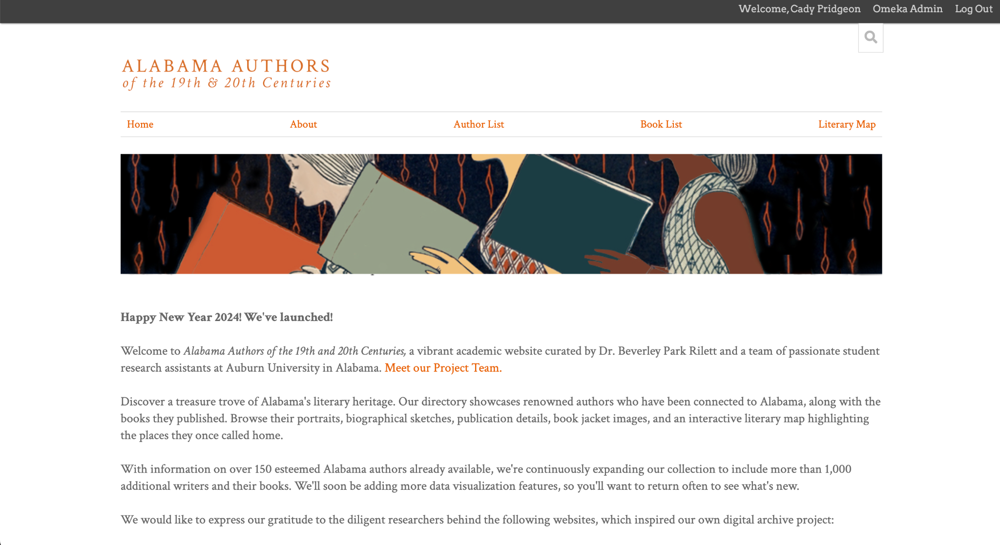 Welcome, Cady Pridgeon Omeka Admin Log Out
ALABAMA AUTHORS
of the 19th & 20th Centuries
Home About Author List Book List Literary Map
Happy New Year 2024! We've launched!
Welcome to Alabama Authors of the 19th and 20th Centuries, a vibrant academic website curated by Dr. Beverley Park Rilett and a team of passionate student
research assistants at Auburn University in Alabama. Meet our Project Team.
Discover a treasure trove of Alabama's literary heritage. Our directory showcases renowned authors who have been connected to Alabama, along with the
books they published. Browse their portraits, biographical sketches, publication details, book jacket images, and an interactive literary map highlighting
the places they once called home.
With information on over 150 esteemed Alabama authors already available, we're continuously expanding our collection to include more than 1,000
additional writers and their books. We'll soon be adding more data visualization features, so you'll want to return often to see what's new.
We would like to express our gratitude to the diligent researchers behind the following websites, which inspired our own digital archive project: